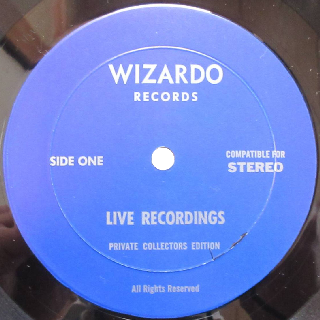 WIZARDO
RECORDS
SIDE ONE
COMPATIBLE FOR
STEREO
LIVE RECORDINGS
PRIVATE COLLECTORS EDITION
All Rights Reserved